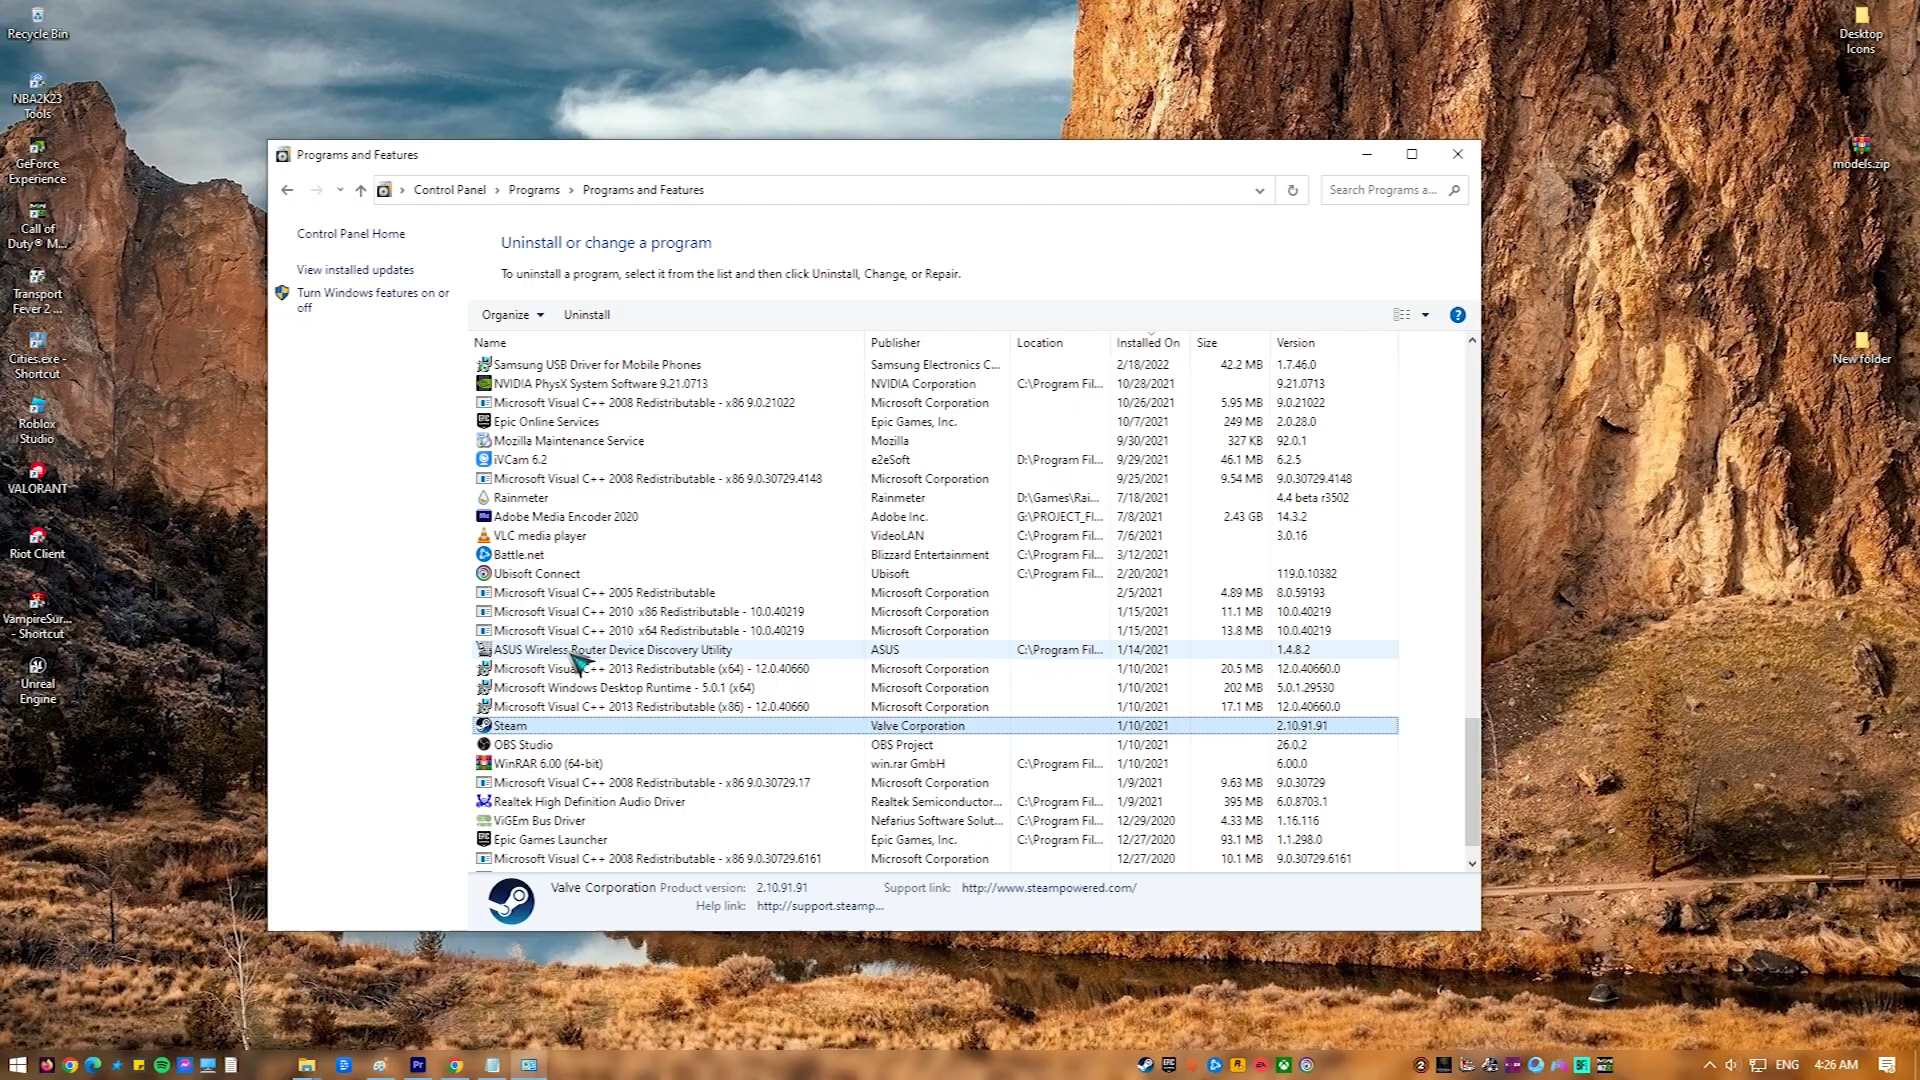 Recycle Bin
NBA2K23
Tools
GeForce
Experience
Call of
Duty® M...
Transport
Fever 2 ...
Cities.exe -
Shortcut
Roblox
Studio
VALORANT
Riot Client
VampireSur...
- Shortcut
Unreal
Engine
Desktop
Icons
models.zip
New folder
Programs and Features
Control Panel > Programs > Programs and Features
Search Programs a...
Control Panel Home
View installed updates
Turn Windows features on or
off
Uninstall or change a program
To uninstall a program, select it from the list and then click Uninstall, Change, or Repair.
Organize Uninstall
Name Publisher Location Installed On Size Version
Samsung USB Driver for Mobile Phones Samsung Electronics C... 2/18/2022 42.2 MB 1.7.46.0
NVIDIA PhysX System Software 9.21.0713 NVIDIA Corporation C:\Program Fil... 10/28/2021 9.21.0713
Microsoft Visual C++ 2008 Redistributable - x86 9.0.21022 Microsoft Corporation 10/26/2021 5.95 MB 9.0.21022
Epic Online Services Epic Games, Inc. 10/7/2021 249 MB 2.0.28.0
Mozilla Maintenance Service Mozilla 9/30/2021 327 KB 92.0.1
iVCam 6.2 e2eSoft D:\Program Fil... 9/29/2021 46.1 MB 6.2.5
Microsoft Visual C++ 2008 Redistributable - x86 9.0.30729.4148 Microsoft Corporation 9/25/2021 9.54 MB 9.0.30729.4148
Rainmeter Rainmeter D:\Games\Rai... 7/18/2021 4.4 beta r3502
Adobe Media Encoder 2020 Adobe Inc. G:\PROJECT_FI... 7/8/2021 2.43 GB 14.3.2
VLC media player VideoLAN C:\Program Fil... 7/6/2021 3.0.16
Battle.net Blizzard Entertainment C:\Program Fil... 3/12/2021
Ubisoft Connect Ubisoft C:\Program Fil... 2/20/2021 119.0.10382
Microsoft Visual C++ 2005 Redistributable Microsoft Corporation 2/5/2021 4.89 MB 8.0.59193
Microsoft Visual C++ 2010 x86 Redistributable - 10.0.40219 Microsoft Corporation 1/15/2021 11.1 MB 10.0.40219
Microsoft Visual C++ 2010 x64 Redistributable - 10.0.40219 Microsoft Corporation 1/15/2021 13.8 MB 10.0.40219
ASUS Wireless Router Device Discovery Utility ASUS C:\Program Fil... 1/14/2021 1.4.8.2
Microsoft Visual C++ 2013 Redistributable (x64) - 12.0.40660 Microsoft Corporation 1/10/2021 20.5 MB 12.0.40660.0
Microsoft Windows Desktop Runtime - 5.0.1 (x64) Microsoft Corporation 1/10/2021 202 MB 5.0.1.29530
Microsoft Visual C++ 2013 Redistributable (x86) - 12.0.40660 Microsoft Corporation 1/10/2021 17.1 MB 12.0.40660.0
Steam Valve Corporation 1/10/2021 2.10.91.91
OBS Studio OBS Project 1/10/2021 26.0.2
WinRAR 6.00 (64-bit) win.rar GmbH C:\Program Fil... 1/10/2021 6.00.0
Microsoft Visual C++ 2008 Redistributable - x86 9.0.30729.17 Microsoft Corporation 1/9/2021 9.63 MB 9.0.30729
Realtek High Definition Audio Driver Realtek Semiconductor... C:\Program Fil... 1/9/2021 395 MB 6.0.8703.1
ViGEm Bus Driver Nefarius Software Solut... C:\Program Fil... 12/29/2020 4.33 MB 1.16.116
Epic Games Launcher Epic Games, Inc. C:\Program Fil... 12/27/2020 93.1 MB 1.1.298.0
Microsoft Visual C++ 2008 Redistributable - x86 9.0.30729.6161 Microsoft Corporation 12/27/2020 10.1 MB 9.0.30729.6161
Valve Corporation Product version: 2.10.91.91 Support link: http://www.steampowered.com/
Help link: http://support.steamp...
Pr
ENG 4:26 AM